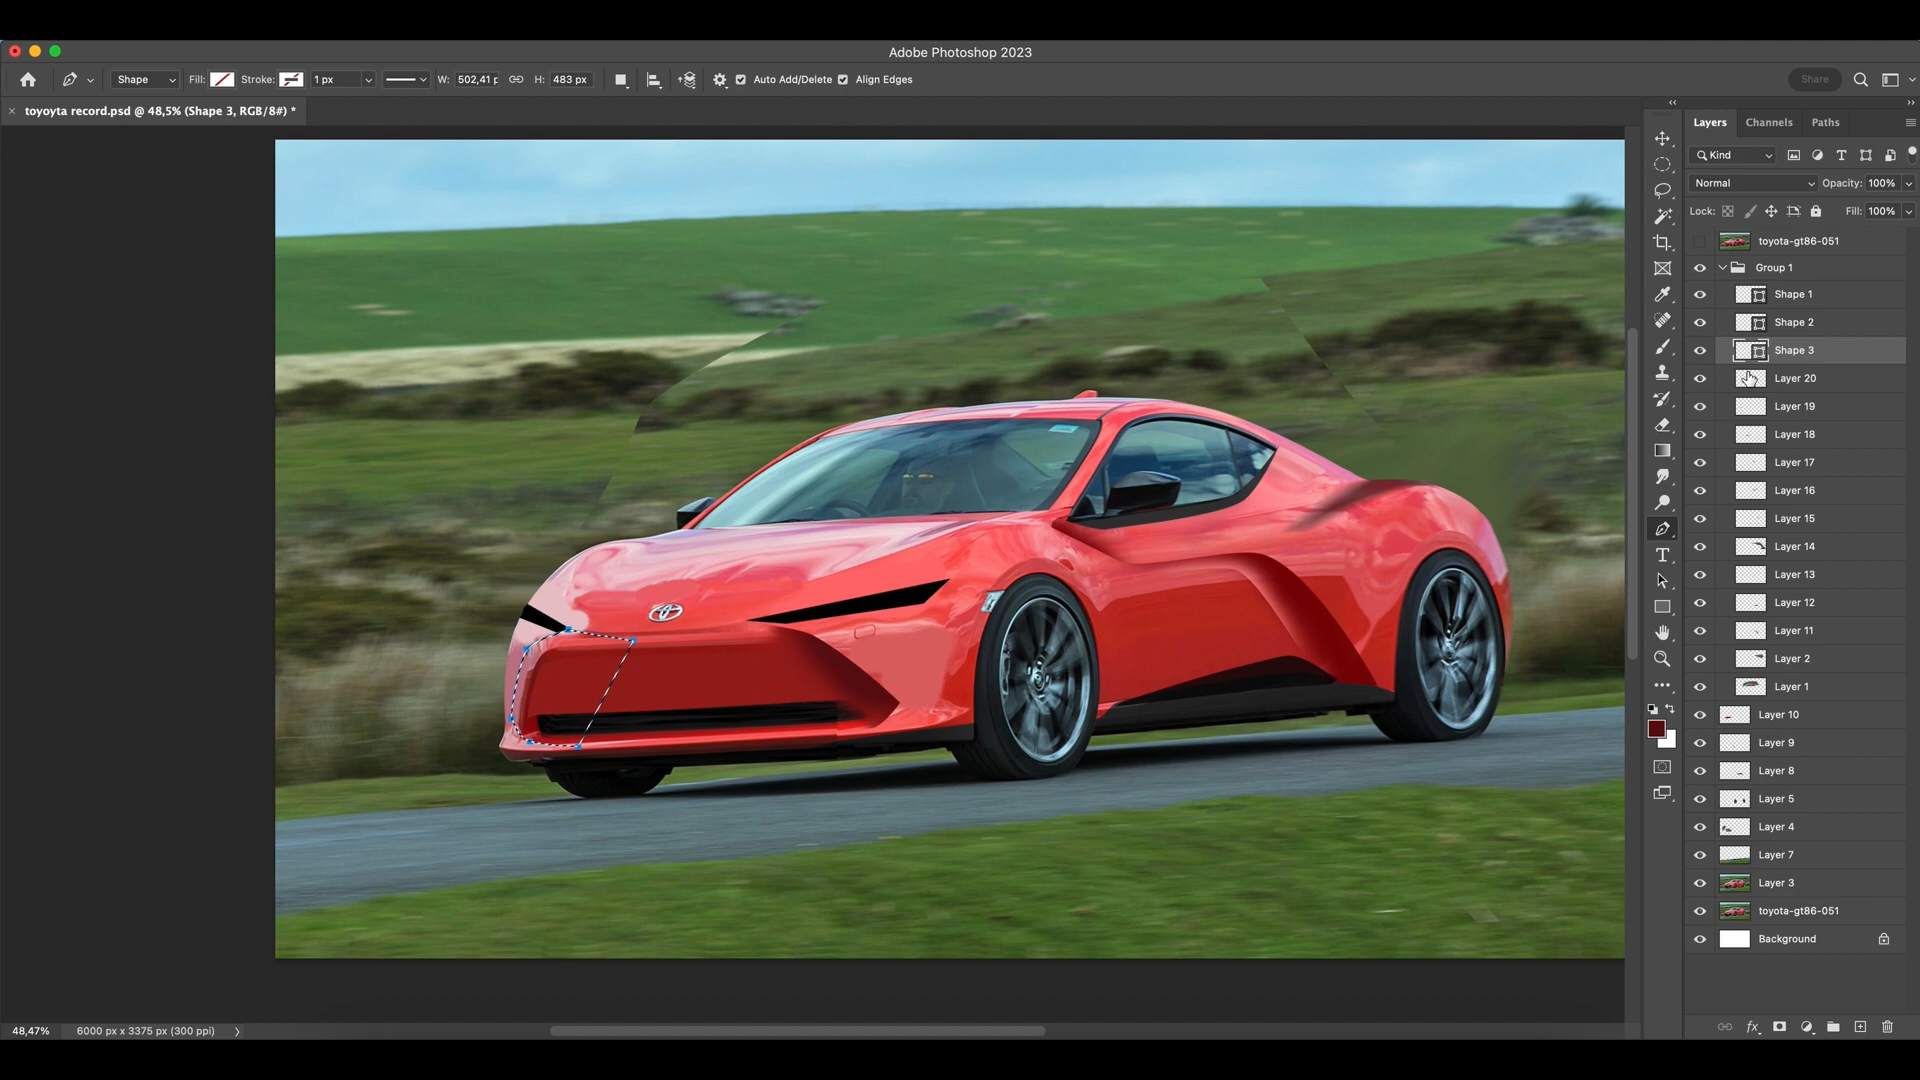 Adobe Photoshop 2023
Shape Fill: Stroke: 1 px W: 502,41 p H: 483 px Auto Add/Delete Align Edges Share
toyoyta record.psd @ 48,5% (Shape 3, RGB/8#) *
Layers Channels Paths
Kind
Normal Opacity: 100%
Lock: Fill: 100%
toyota-gt86-051
Group 1
Shape 1
Shape 2
Shape 3
Layer 20
Layer 19
Layer 18
Layer 17
Layer 16
Layer 15
Layer 14
Layer 13
Layer 12
Layer 11
Layer 2
Layer 1
Layer 10
Layer 9
Layer 8
Layer 5
Layer 4
Layer 7
Layer 3
toyota-gt86-051
Background
48,47% 6000 px x 3375 px (300 ppi)
fx